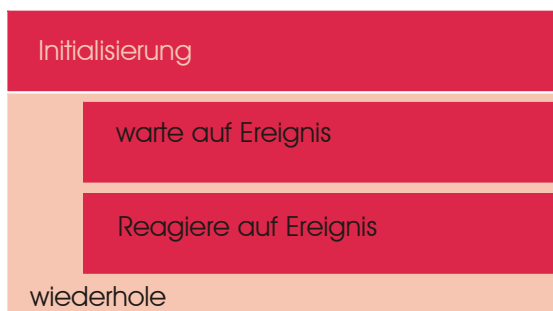 Initialisierung
warte auf Ereignis
Reagiere auf Ereignis
wiederhole